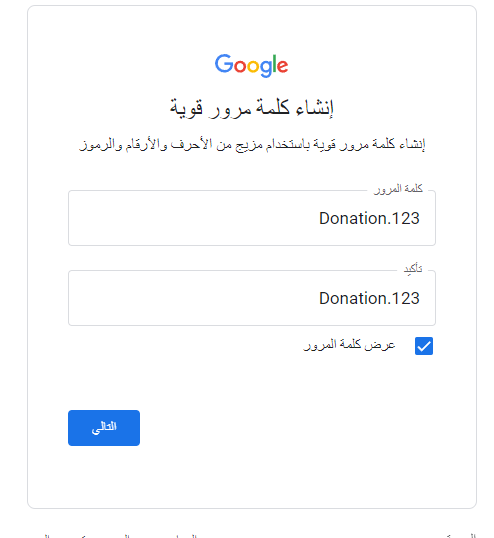 Google
إنشاء كلمة مرور قوية
إنشاء كلمة مرور قوية باستخدام مزيج من الأحرف والأرقام والرموز
كلمة المرور
Donation.123
تأكيد
Donation.123
عرض كلمة المرور
التالي